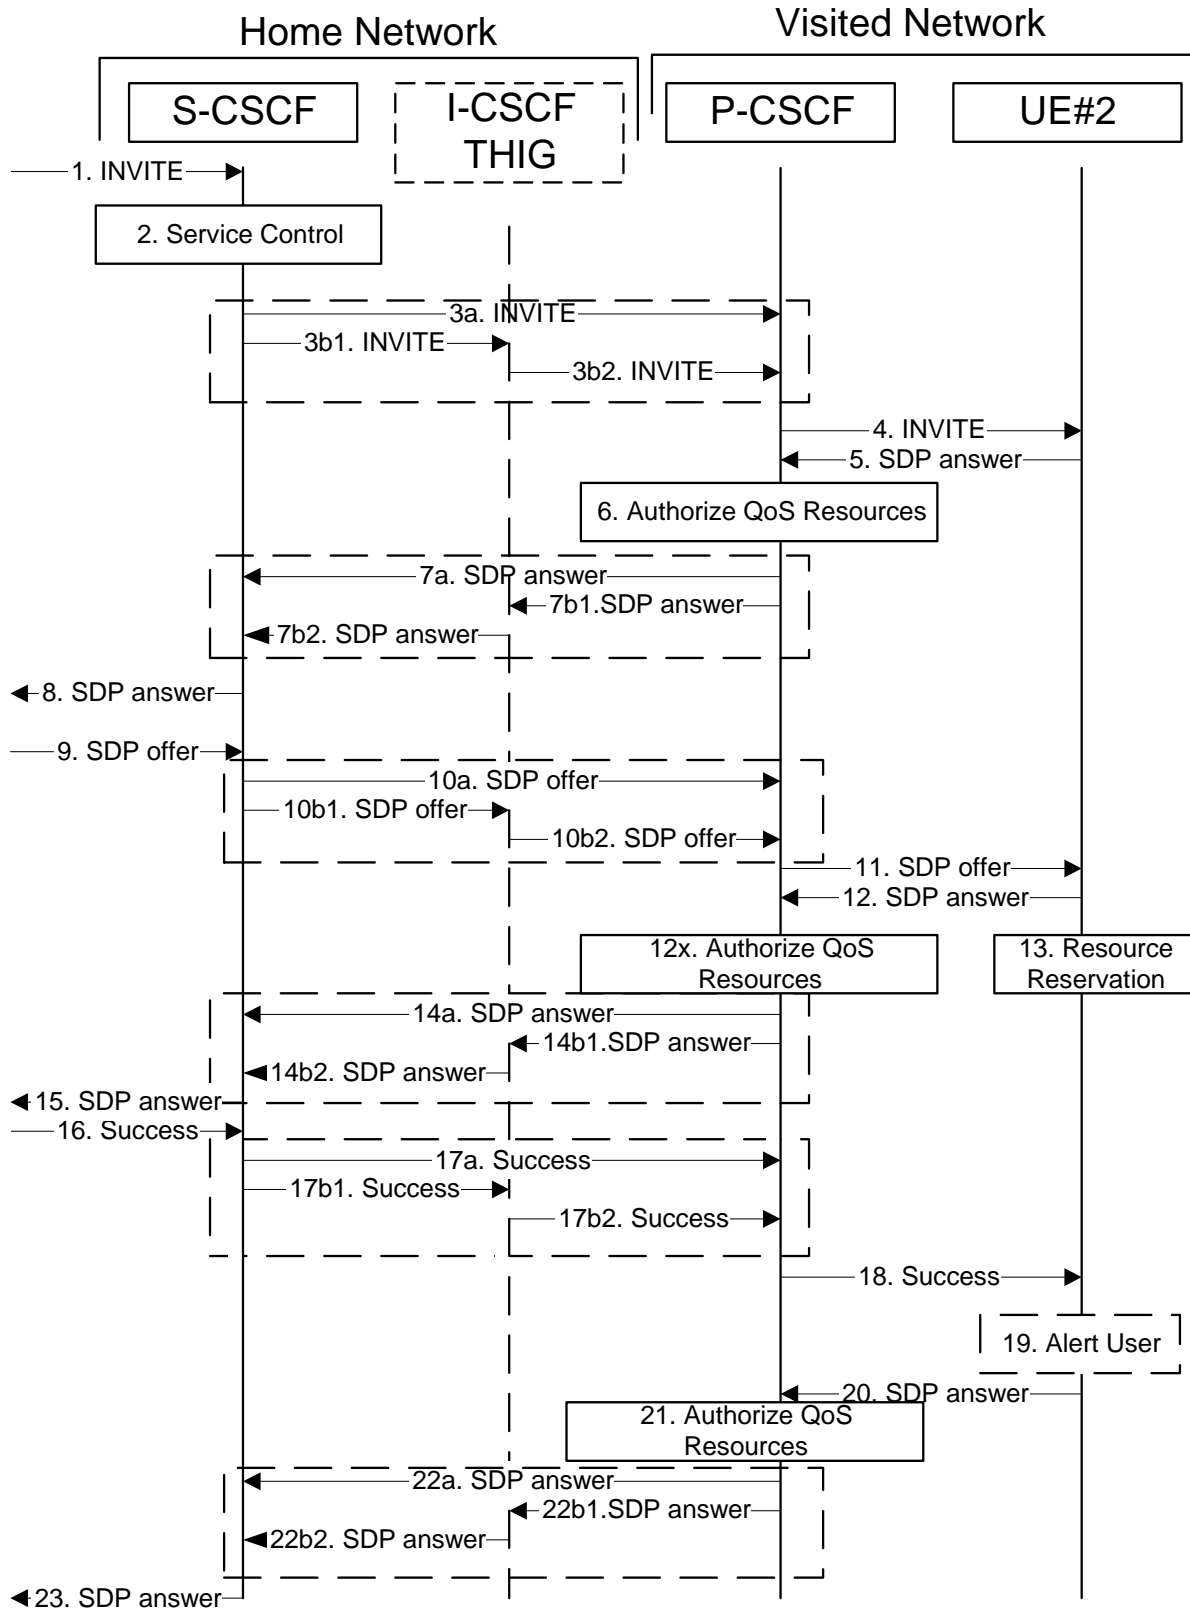 Home Network
Visited Network
S-CSCF
I-CSCF
THIG
P-CSCF
UE#2
1. INVITE
2. Service Control
3a. INVITE
3b1. INVITE
3b2. INVITE
4. INVITE
5. SDP answer
6. Authorize QoS Resources
7a. SDP answer
7b1.SDP answer
7b2. SDP answer
8. SDP answer
9. SDP offer
10a. SDP offer
10b1. SDP offer
10b2. SDP offer
11. SDP offer
12. SDP answer
12x. Authorize QoS
Resources
13. Resource
Reservation
14a. SDP answer
14b1.SDP answer
14b2. SDP answer
15. SDP answer
16. Success
17a. Success
17b1. Success
17b2. Success
18. Success
19. Alert User
20. SDP answer
21. Authorize QoS
Resources
22a. SDP answer
22b1.SDP answer
22b2. SDP answer
23. SDP answer